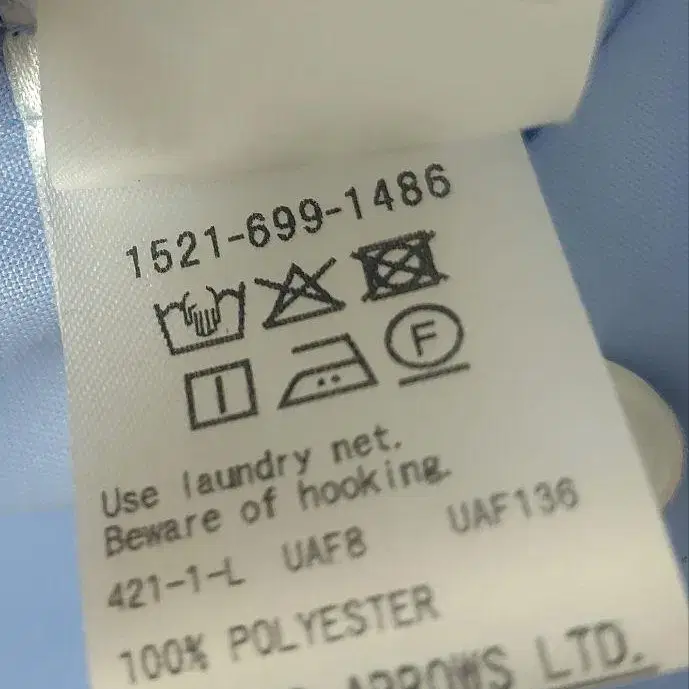 1521-699-1486
F
Use laundry net.
Beware of hooking.
421-1-L UAF8 UAF136
100% POLYESTER
ARROWS LTD.